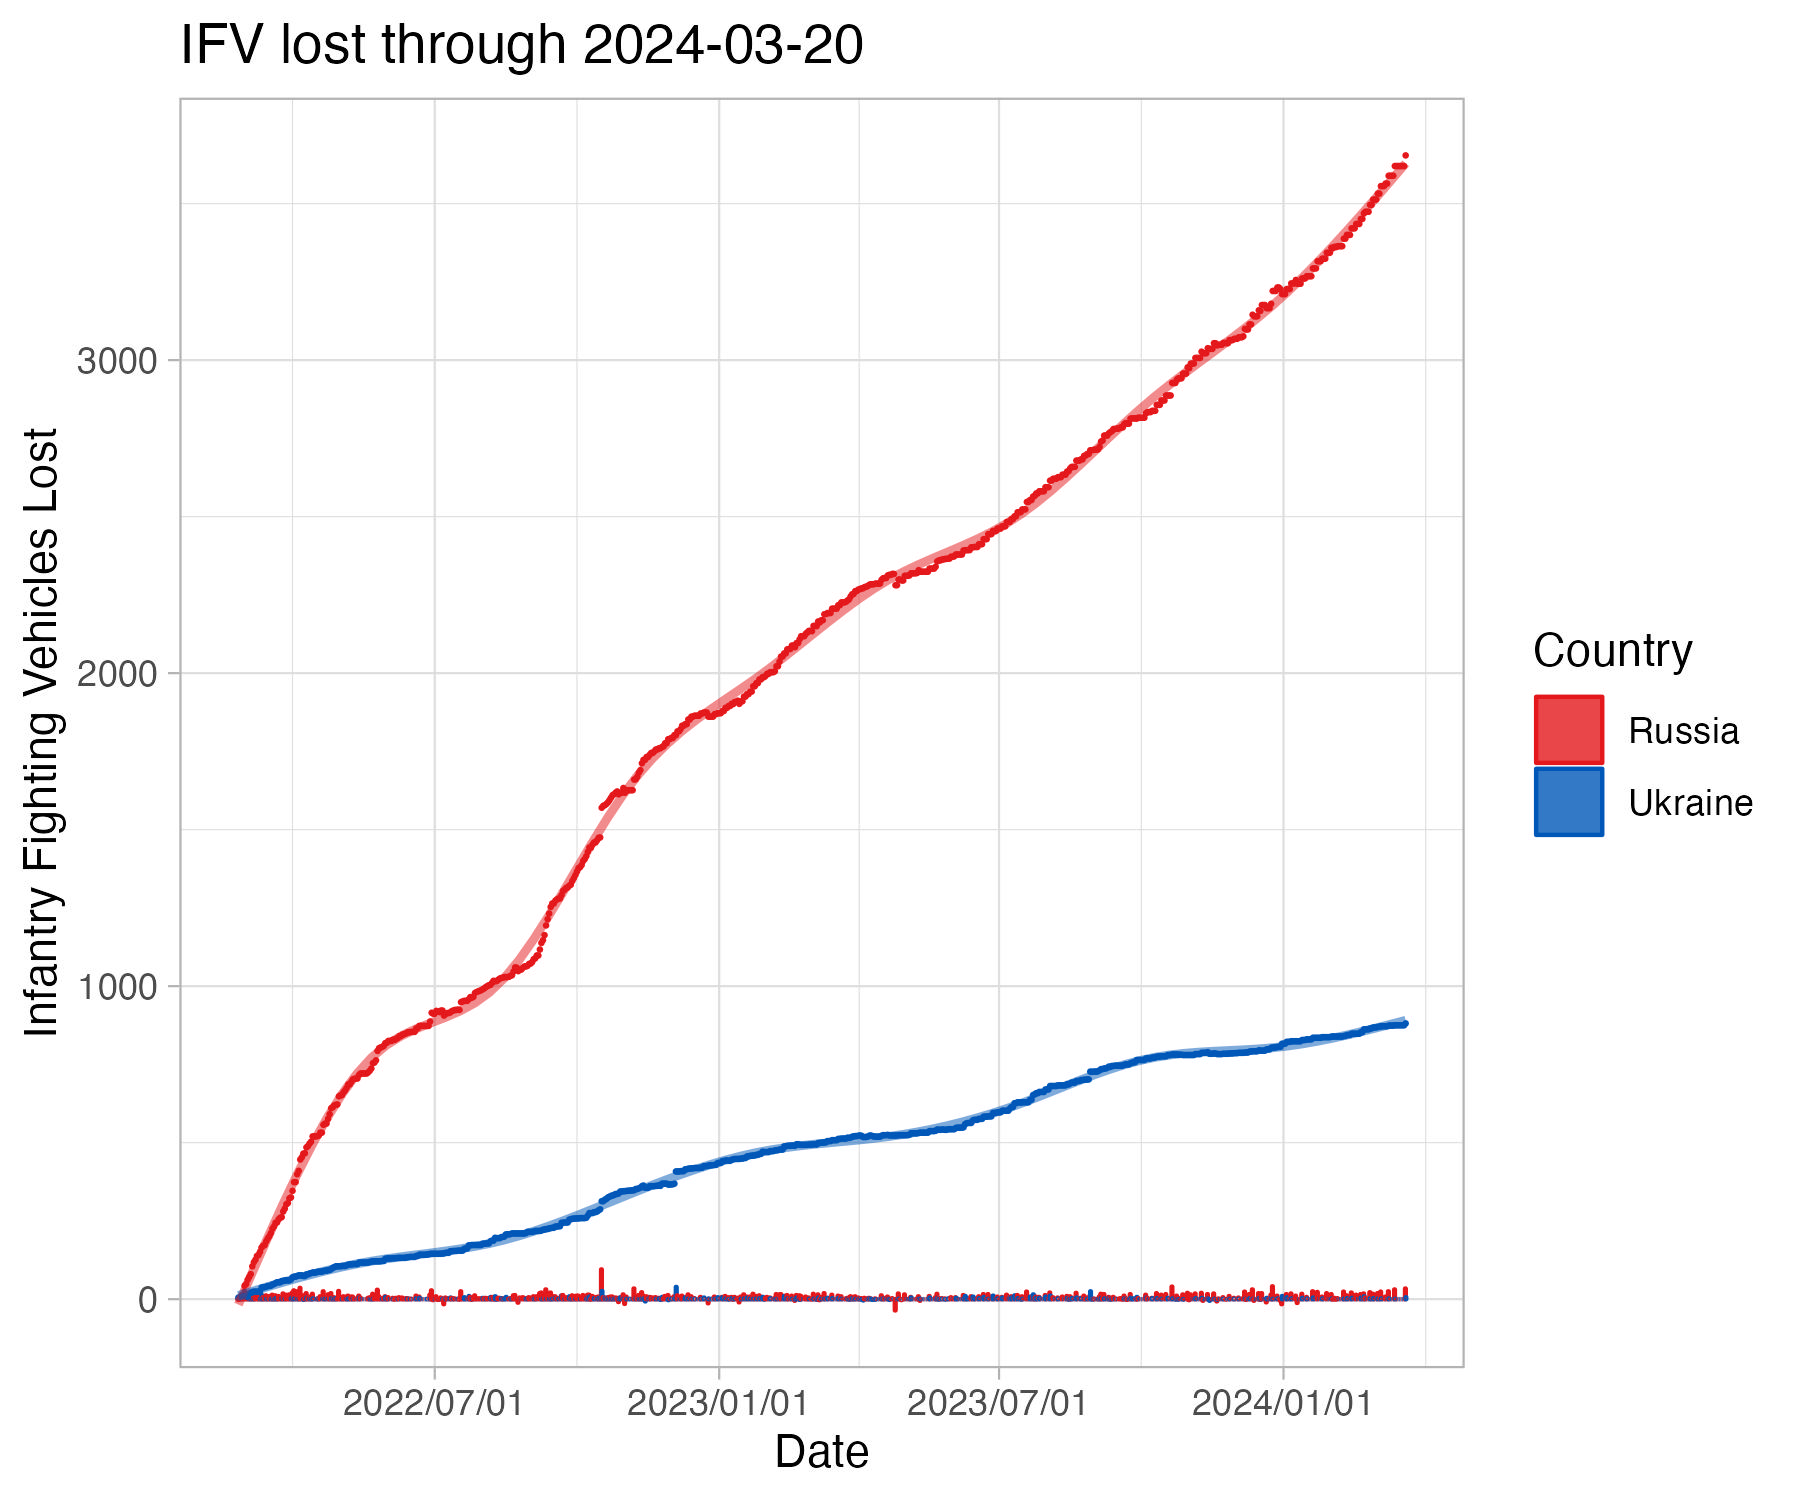 IFV lost through 2024-03-20
Infantry Fighting Vehicles Lost
3000
2000
1000
0
2022/07/01
2023/01/01
2023/07/01
2024/01/01
Date
Country
Russia
Ukraine